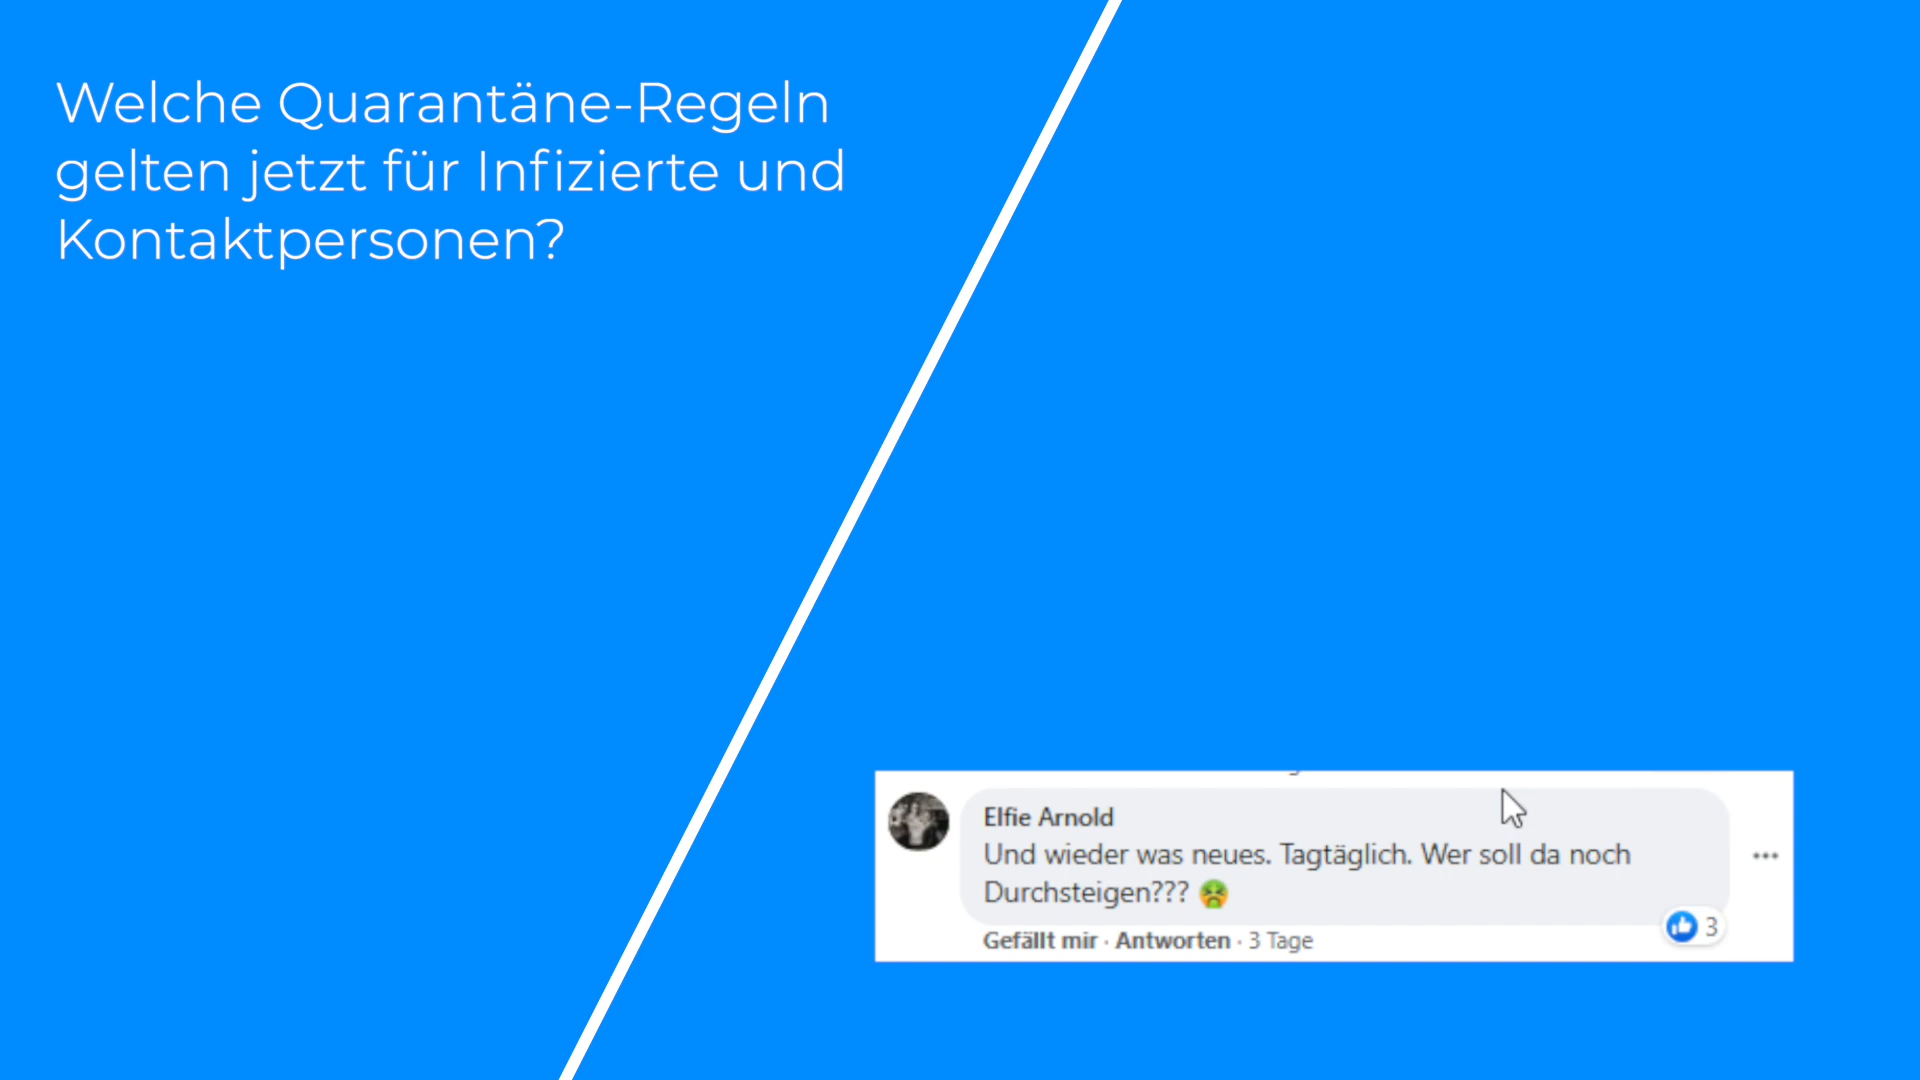 Welche Quarantäne-Regeln
gelten jetzt für Infizierte und
Kontaktpersonen?
Elfie Arnold
Und wieder was neues. Tagtäglich. Wer soll da noch
Durchsteigen???
Gefällt mir · Antworten · 3 Tage
3